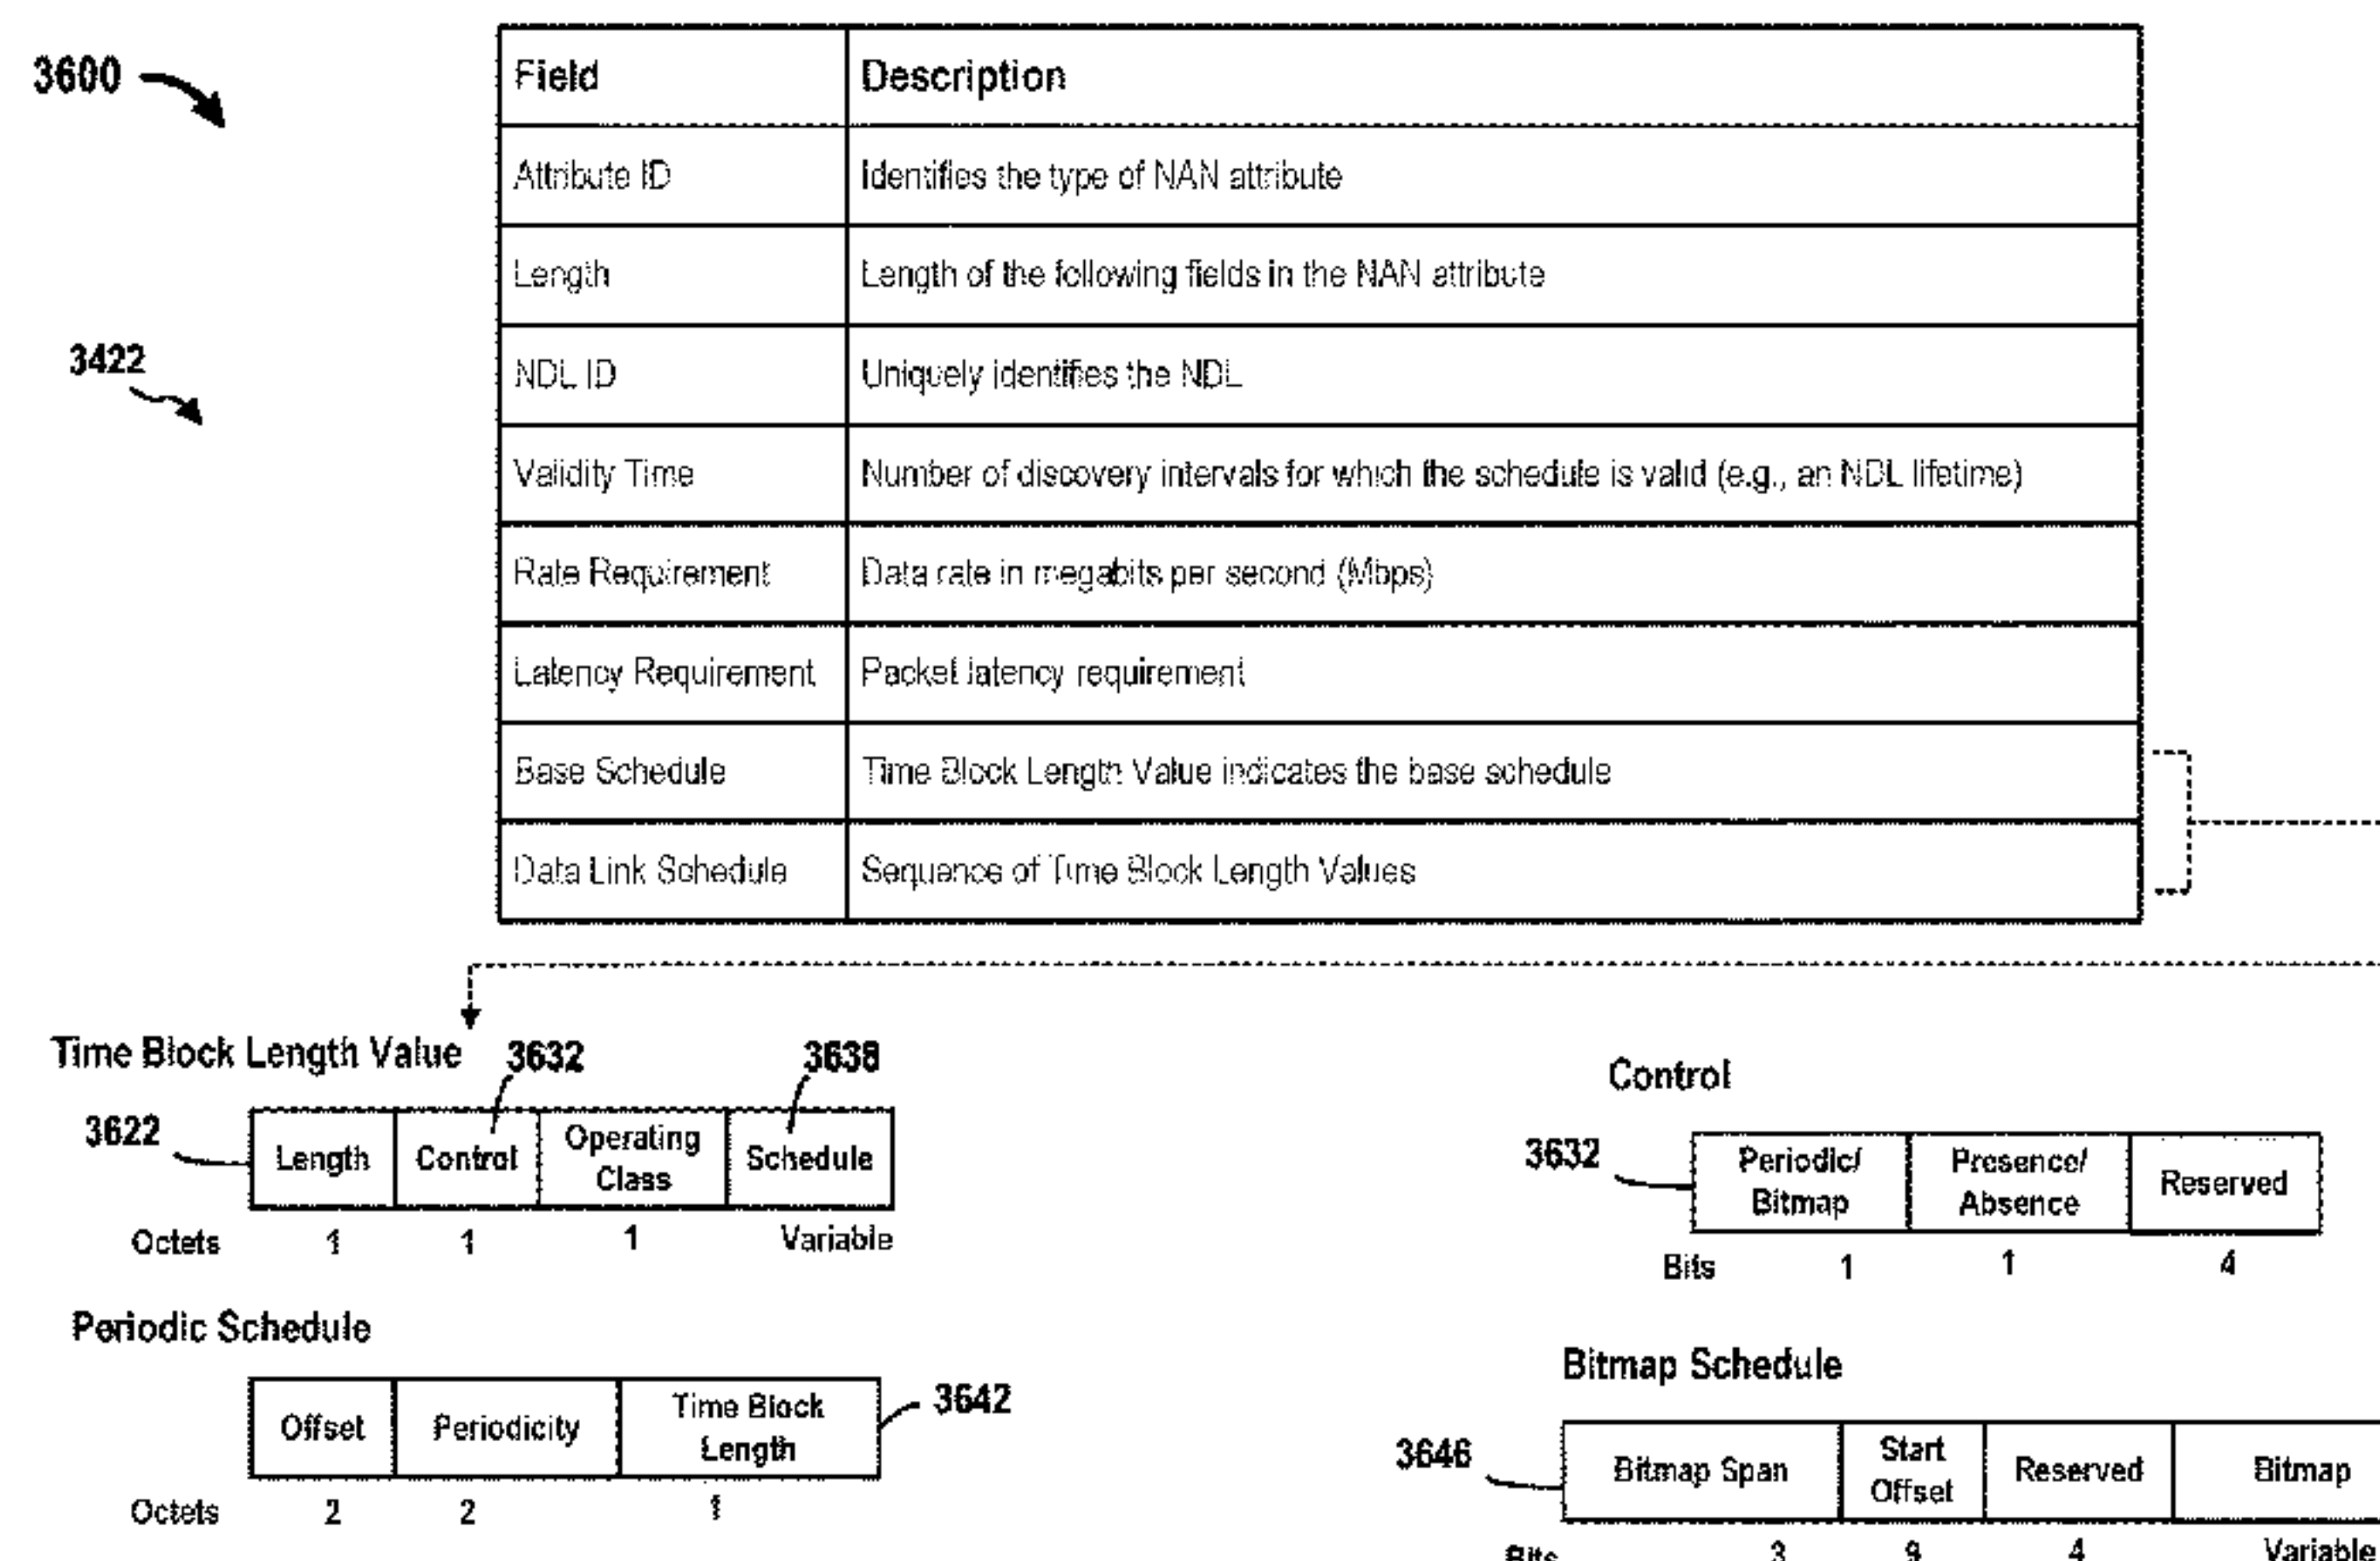 3600
Field Description
Attribute ID Identifies the type of NAN attribute
Length Length of the following fields in the NAN attribute
3422
NDL ID Uniquely identifies the NDL
Validity Time Number of discovery intervals for which the schedule is valid (e.g., an NDL lifetime)
Rate Requirement Data rate in megabits per second (Mbps)
Latency Requirement Packet latency requirement
Base Schedule Time Block Length Value indicates the base schedule
Data Link Schedule Sequence of Time Block Length Values
Time Block Length Value 3632 3638
3622 Length Control Operating Class Schedule
Octets 1 1 1 Variable
Control
3632 Periodic/ Bitmap Presence/ Absence Reserved
Bits 1 1 4
Periodic Schedule
Offset Periodicity Time Block Length 3642
Octets 2 2 1
Bitmap Schedule
3646 Bitmap Span Start Offset Reserved Bitmap
Bits 3 9 4 Variable